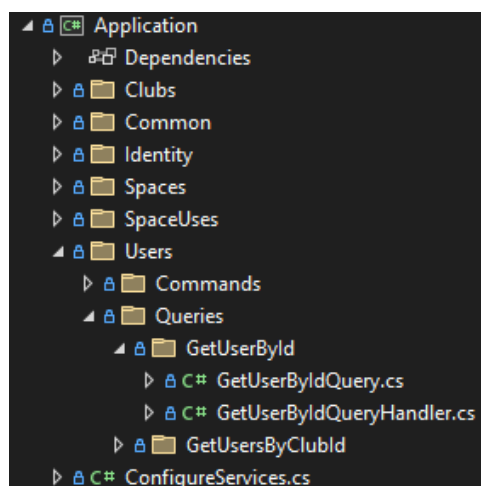 C# Application
Dependencies
Clubs
Common
Identity
Spaces
SpaceUses
Users
Commands
Queries
GetUserById
C# GetUserByIdQuery.cs
C# GetUserByIdQueryHandler.cs
GetUsersByClubId
C# ConfigureServices.cs